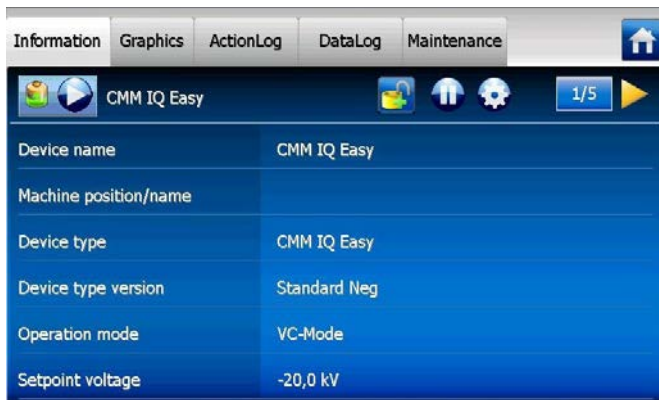 Information Graphics ActionLog DataLog Maintenance
CMM IQ Easy 1/5
Device name CMM IQ Easy
Machine position/name
Device type CMM IQ Easy
Device type version Standard Neg
Operation mode VC-Mode
Setpoint voltage -20,0 kV